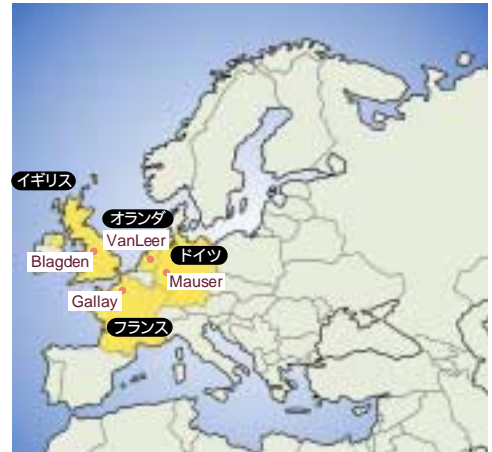 イギリス
オランダ
VanLeer
ドイツ
Blagden
Mauser
Gallay
フランス